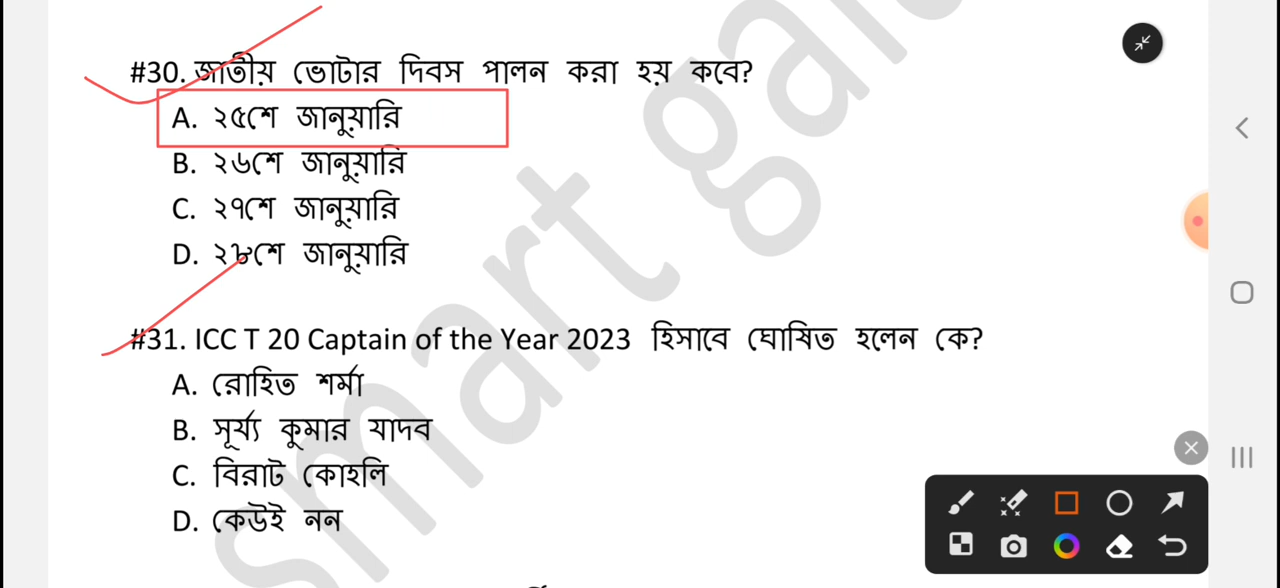 #30. জাতীয় ভোটার দিবস পালন করা হয় কবে?
A. ২৫শে জানুয়ারি
B. ২৬শে জানুয়ারি
C. ২৭শে জানুয়ারি
D. ২৮শে জানুয়ারি
#31. ICC T 20 Captain of the Year 2023 হিসাবে ঘোষিত হলেন কে?
A. রোহিত শর্মা
B. সূর্য্য কুমার যাদব
C. বিরাট কোহলি
D. কেউই নন
smart